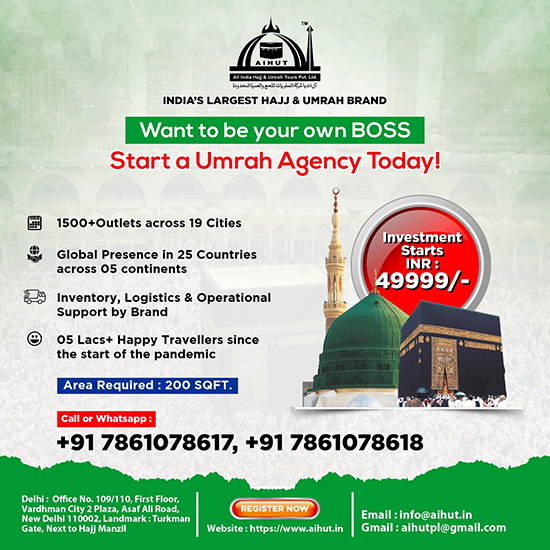 TM
AIHUT
All India Hajj & Umrah Tours Pvt. Ltd.
INDIA'S LARGEST HAJJ & UMRAH BRAND
Want to be your own BOSS
Start a Umrah Agency Today!
1500+Outlets across 19 Cities
Global Presence in 25 Countries
across 05 continents
Inventory, Logistics & Operational
Support by Brand
05 Lacs+ Happy Travellers since
the start of the pandemic
Area Required : 200 SQFT.
Investment
Starts
INR :
49999/-
Call or Whatsapp :
+91 7861078617, +91 7861078618
Delhi : Office No. 109/110, First Floor,
Vardhman City 2 Plaza, Asaf Ali Road,
New Delhi 110002, Landmark : Turkman
Gate, Next to Hajj Manzil
REGISTER NOW
Website : https://www.aihut.in
Email : info@aihut.in
Gmail : aihutpl@gmail.com